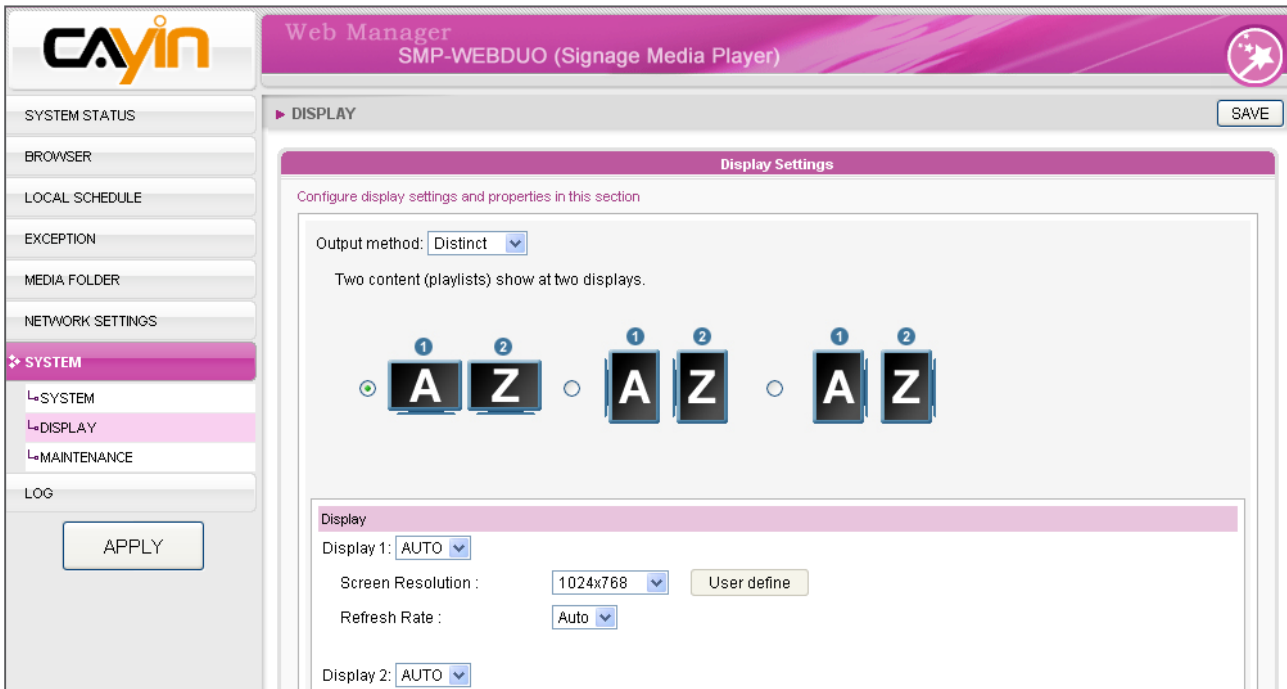 CAYIN
Web Manager
SMP-WEBDUO (Signage Media Player)
SYSTEM STATUS
BROWSER
LOCAL SCHEDULE
EXCEPTION
MEDIA FOLDER
NETWORK SETTINGS
SYSTEM
SYSTEM
DISPLAY
MAINTENANCE
LOG
APPLY
DISPLAY
SAVE
Display Settings
Configure display settings and properties in this section
Output method: Distinct
Two content (playlists) show at two displays.
1 2 1 2 1 2
A Z A Z A Z
Display
Display 1: AUTO
Screen Resolution : 1024x768 User define
Refresh Rate : Auto
Display 2: AUTO